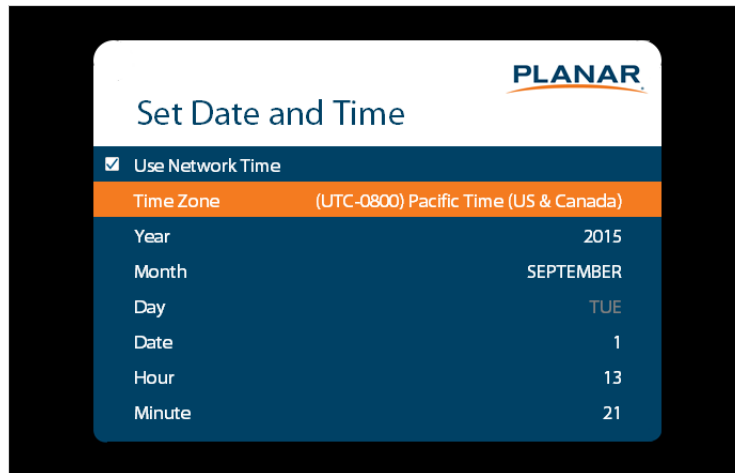 PLANAR
Set Date and Time
Use Network Time
Time Zone (UTC-0800) Pacific Time (US & Canada)
Year 2015
Month SEPTEMBER
Day TUE
Date 1
Hour 13
Minute 21